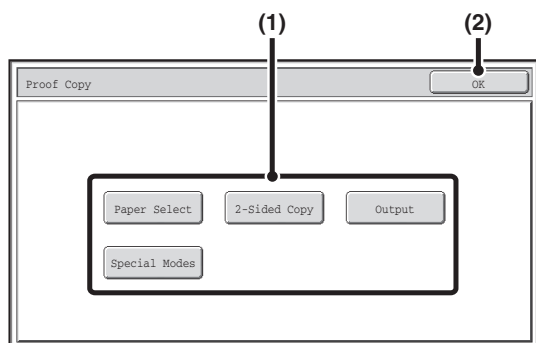 (1) (2)
Proof Copy OK
Paper Select 2-Sided Copy Output
Special Modes